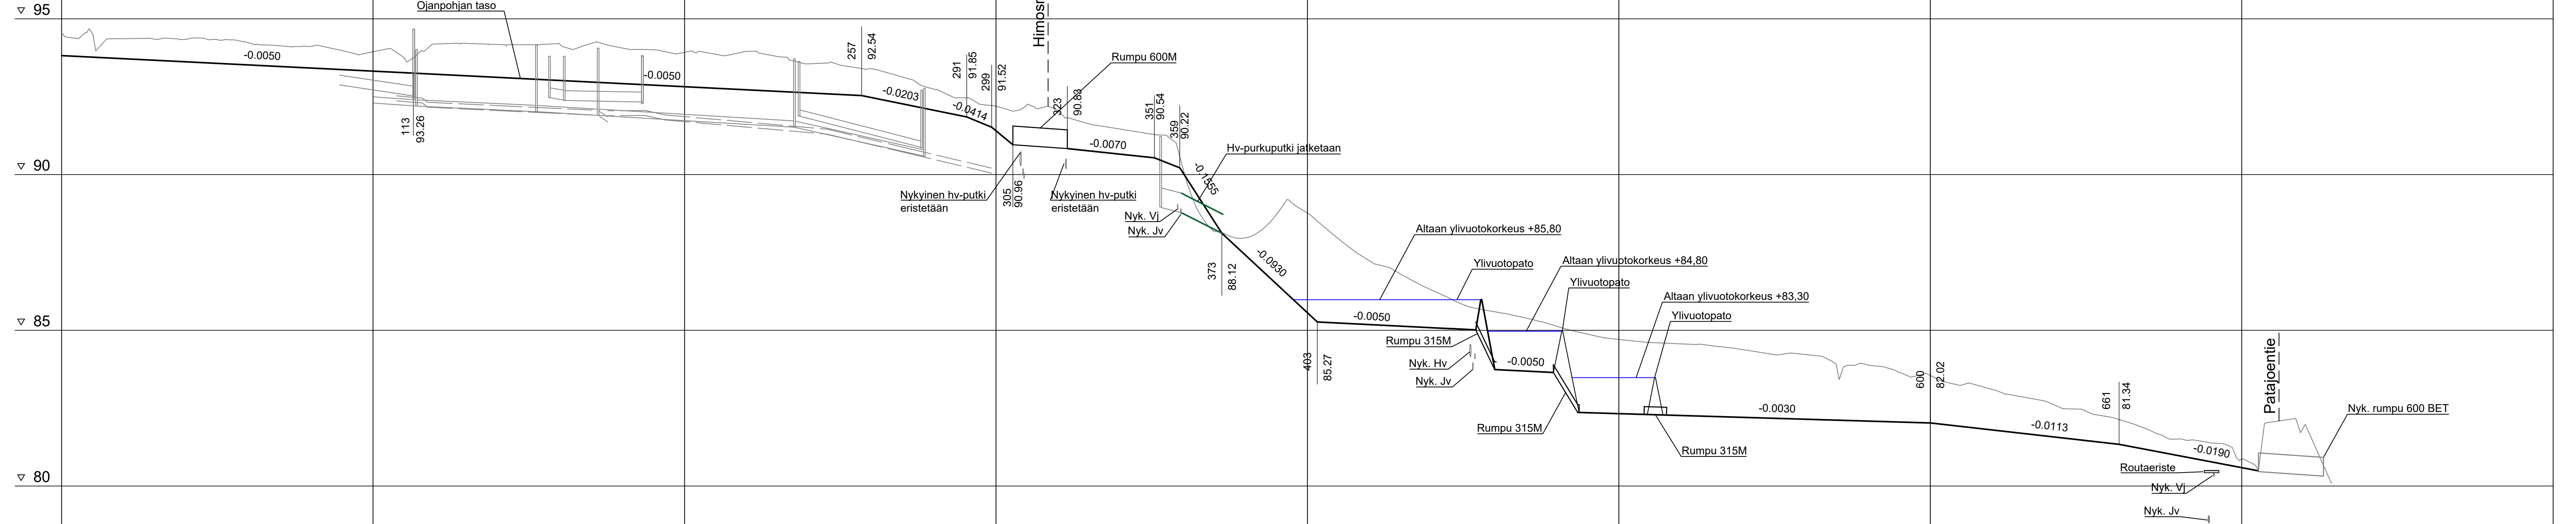 95
Ojanpohjan taso
-0.0050
-0.0050
113
93.26
257
92.54
-0.0203
291
91.85
299
91.52
-0.0414
Rumpu 600M
323
90.83
351
90.54
359
90.22
-0.0070
90
Nykyinen hv-putki
eristetään
305
90.96
Nykyinen hv-putki
eristetään
Hv-purkuputki jatketaan
-0.1555
Nyk. Vj
Nyk. Jv
373
88.12
-0.0930
Altaan ylivuotokorkeus +85,80
Ylivuotopato
Altaan ylivuotokorkeus +84,80
Ylivuotopato
Altaan ylivuotokorkeus +83,30
Ylivuotopato
85
403
85.27
-0.0050
Rumpu 315M
Nyk. Hv
Nyk. Jv
-0.0050
Rumpu 315M
Rumpu 315M
-0.0030
600
82.02
-0.0113
661
81.34
-0.0190
Patajoentie
Nyk. rumpu 600 BET
Routaeriste
Nyk. Vj
Nyk. Jv
80